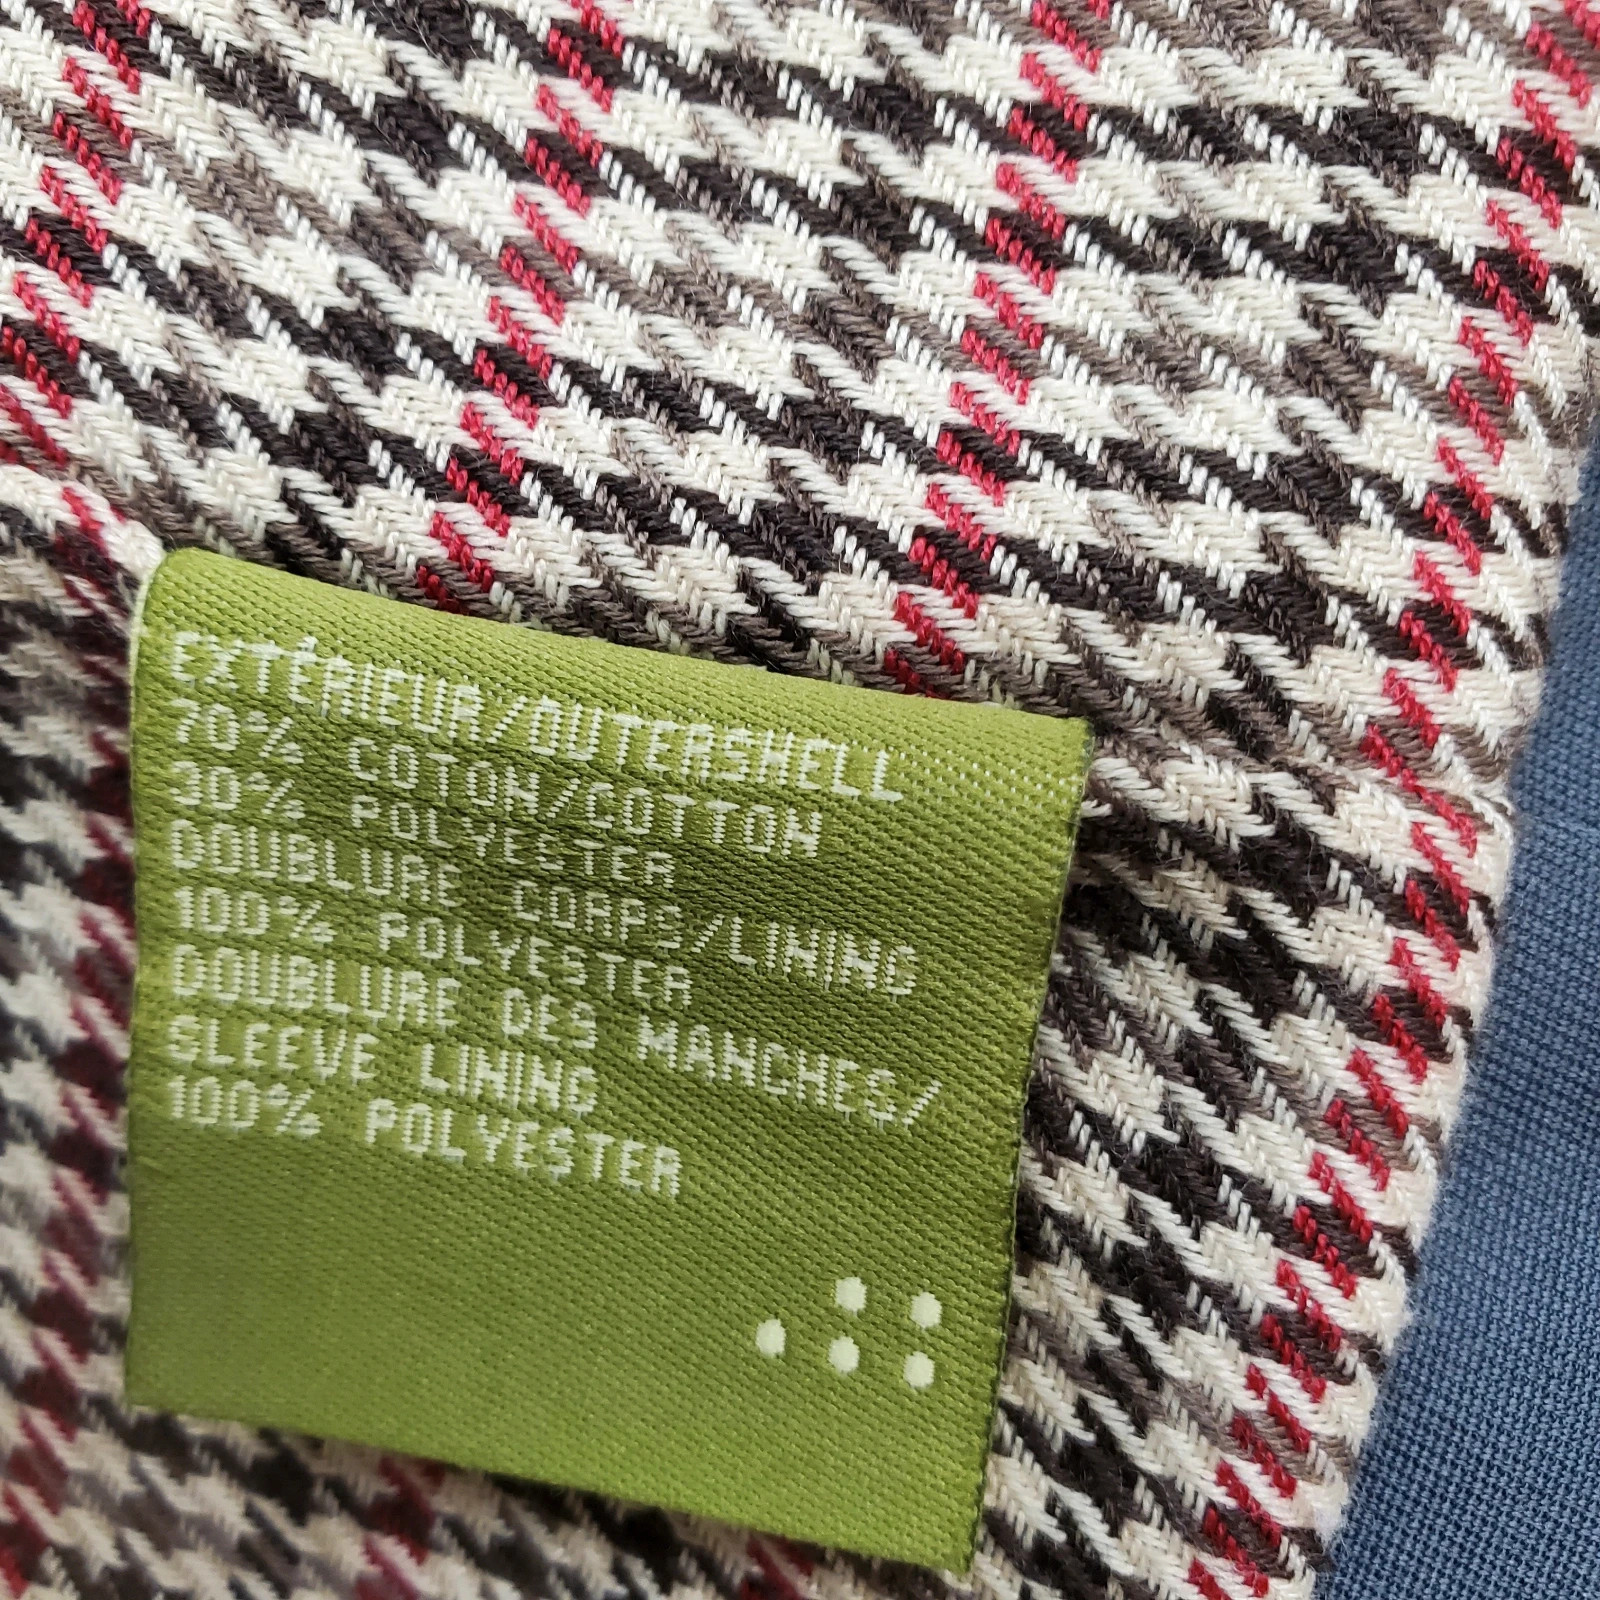 EXTÉRIEUR/OUTERSHELL
70% COTON/COTTON
30% POLYESTER
DOUBLURE CORPS/LINING
100% POLYESTER
DOUBLURE DES MANCHES/
SLEEVE LINING
100% POLYESTER